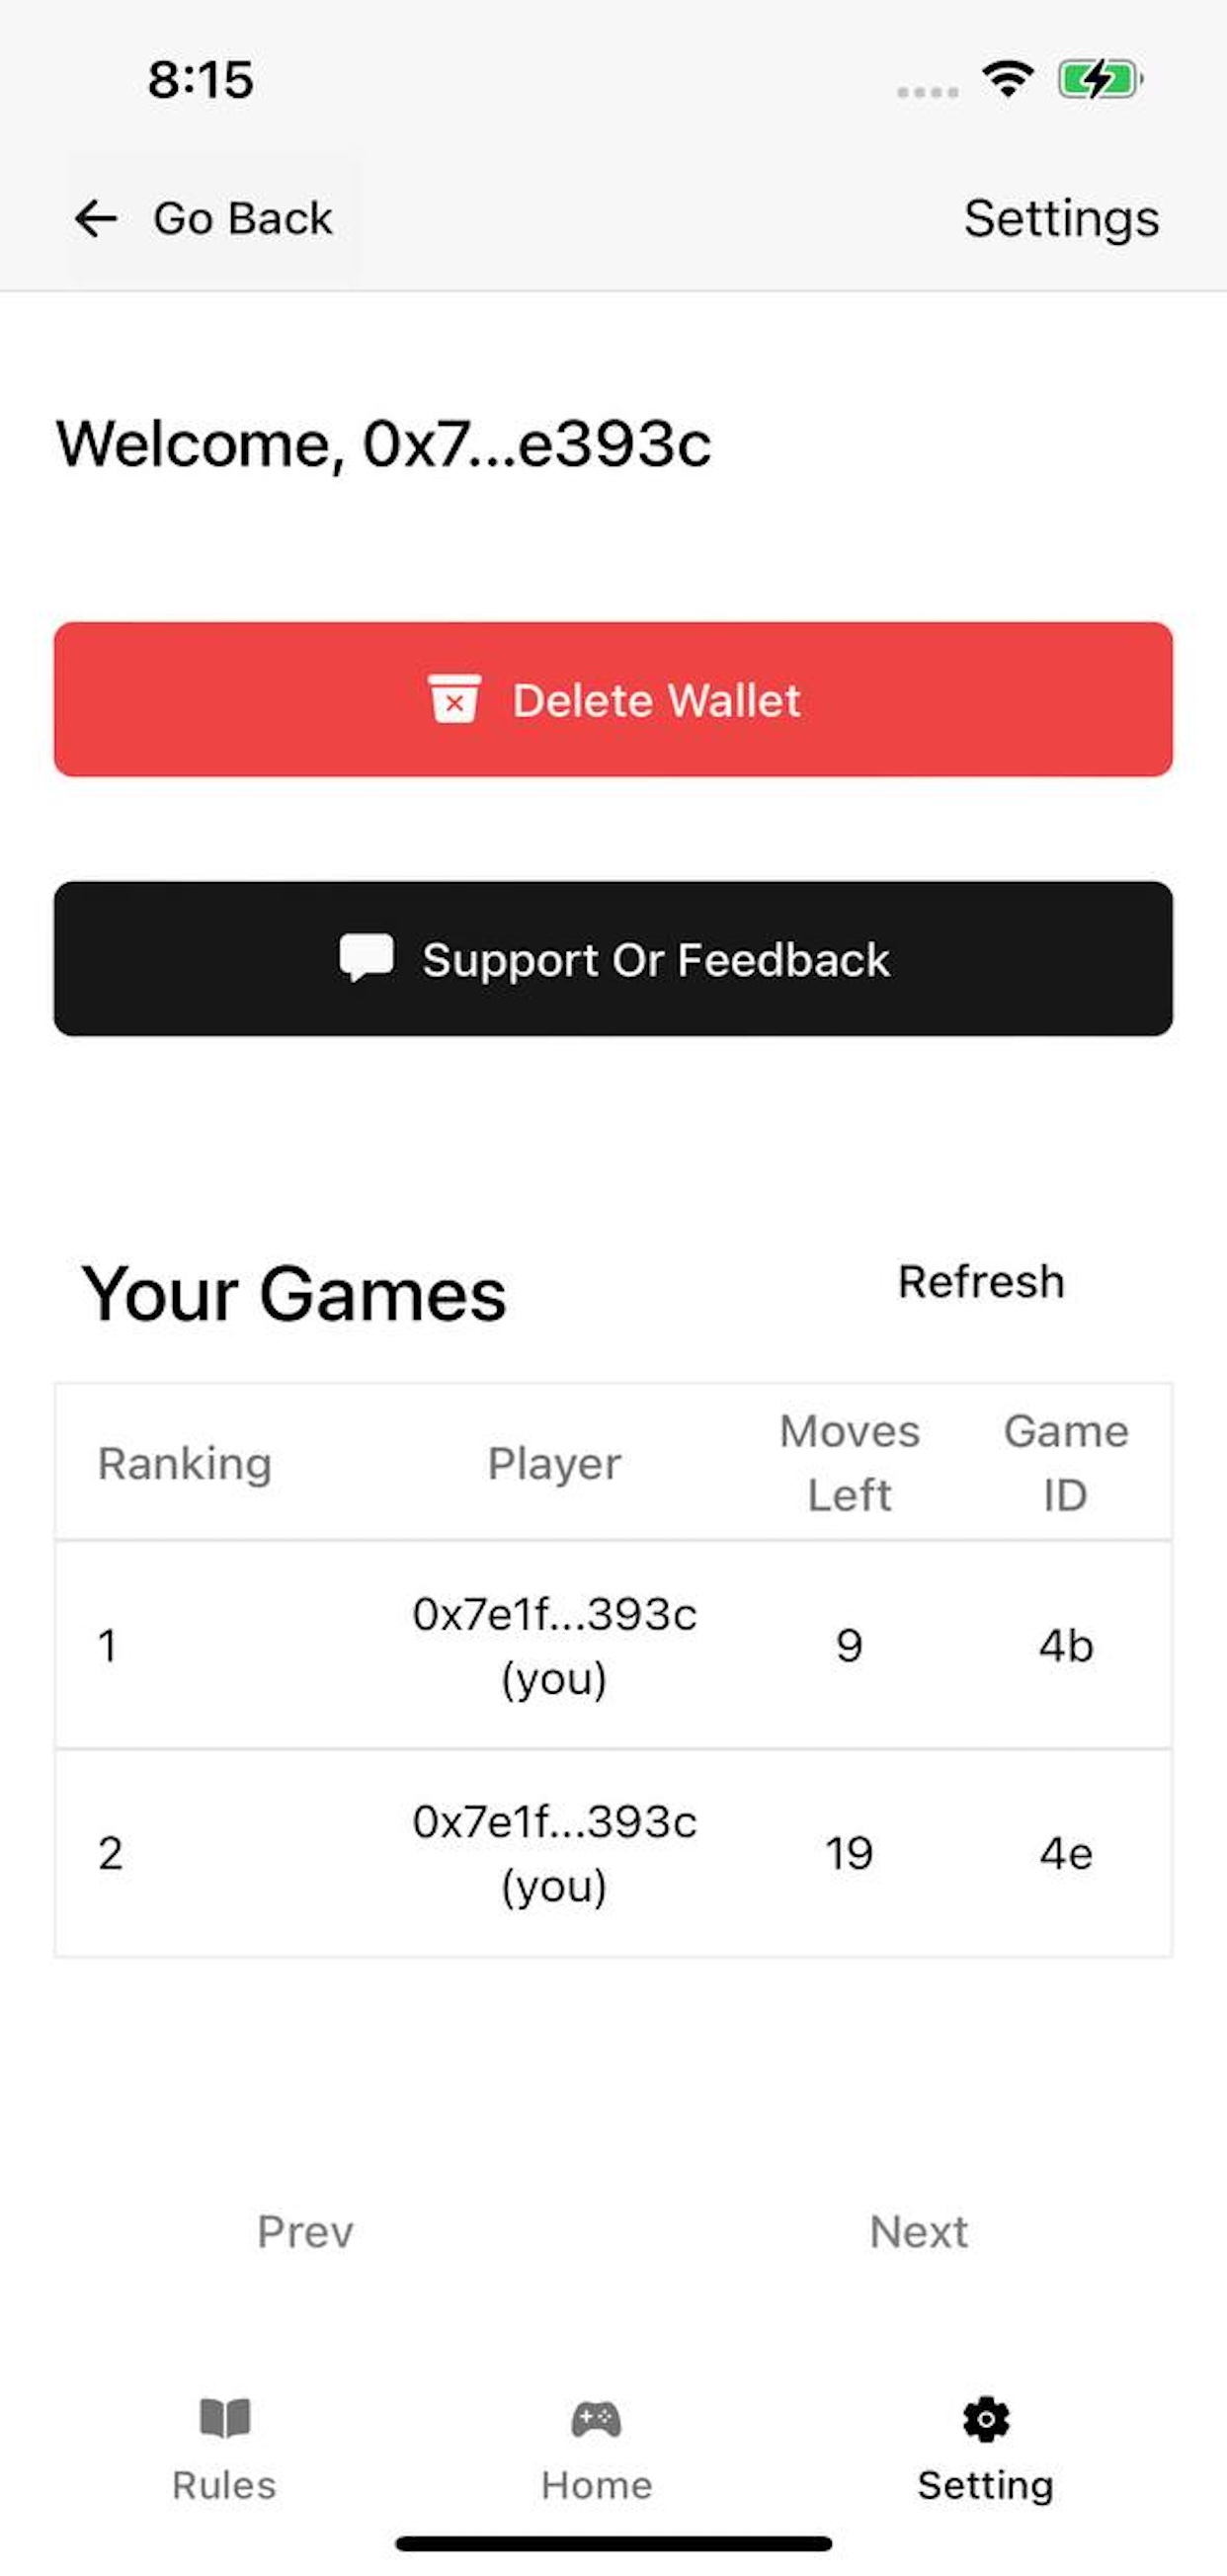 8:15
Go Back
Settings
Welcome, 0x7...e393c
Delete Wallet
Support Or Feedback
Your Games
Refresh
Ranking Player Moves Left Game ID
1 0x7e1f...393c (you) 9 4b
2 0x7e1f...393c (you) 19 4e
Prev Next
Rules Home Setting